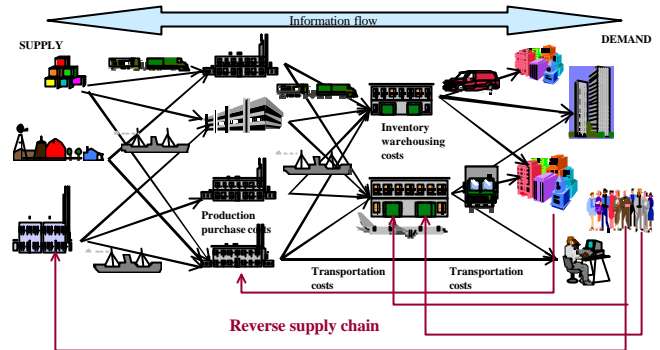 Information flow
SUPPLY
DEMAND
Inventory
warehousing
costs
Production
purchase costs
Transportation
costs
Transportation
costs
Reverse supply chain